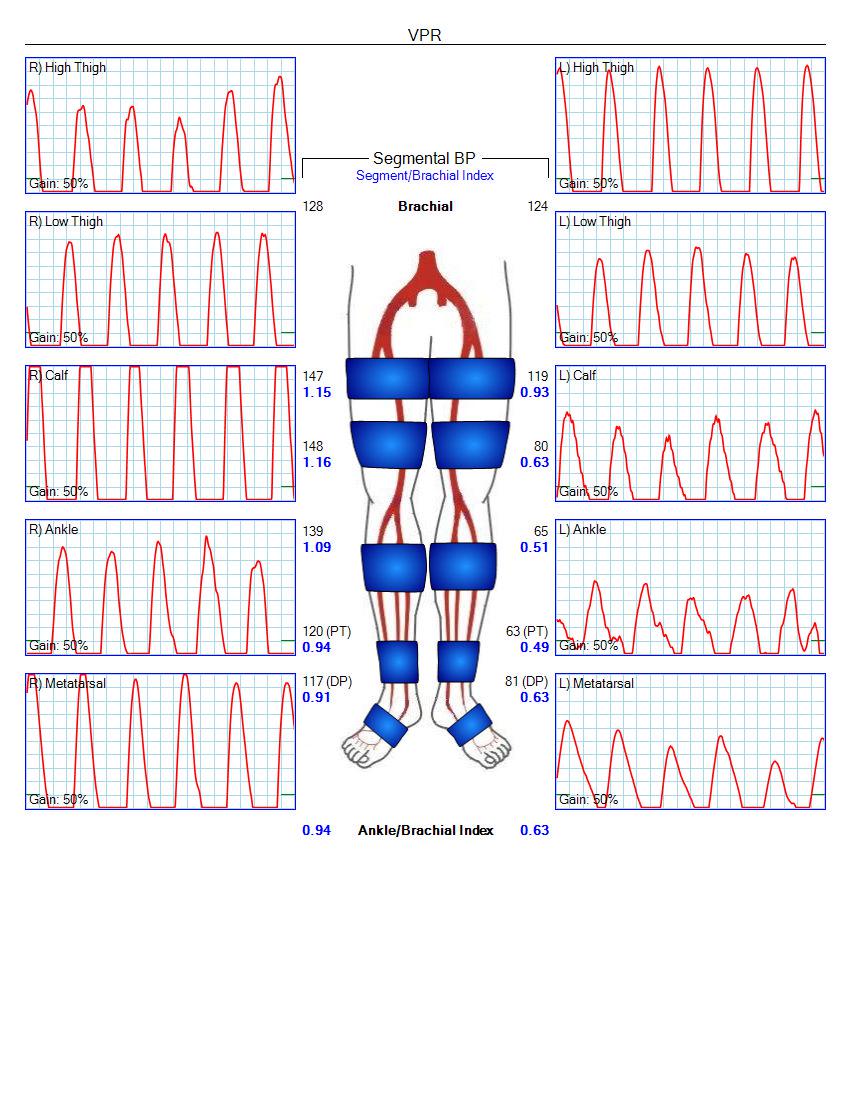 VPR
R) High Thigh
Gain: 50%
L) High Thigh
Gain: 50%
Segmental BP
Segment/Brachial Index
128 Brachial 124
R) Low Thigh
Gain: 50%
L) Low Thigh
Gain: 50%
147 119
1.15 0.93
R) Calf
Gain: 50%
L) Calf
Gain: 50%
148 80
1.16 0.63
R) Ankle
Gain: 50%
L) Ankle
Gain: 50%
139 65
1.09 0.51
120 (PT) 63 (PT)
0.94 0.49
R) Metatarsal
Gain: 50%
L) Metatarsal
Gain: 50%
117 (DP) 81 (DP)
0.91 0.63
0.94 Ankle/Brachial Index 0.63